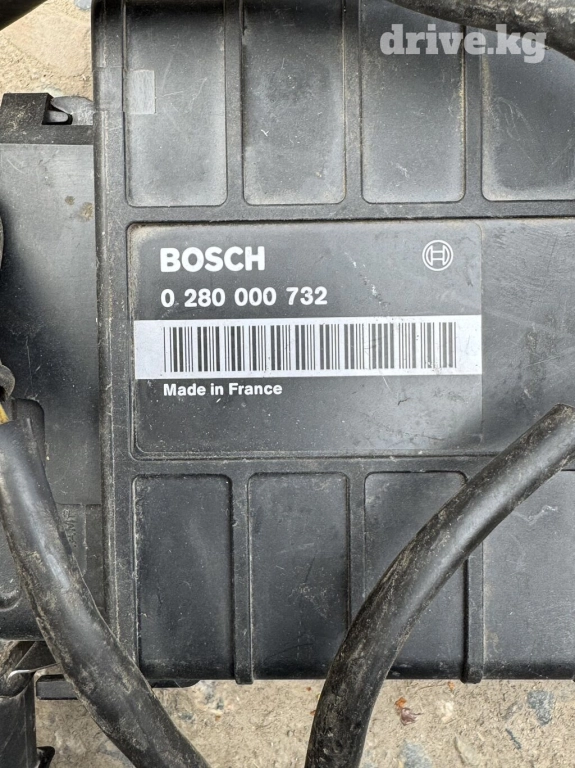 drive.kg
BOSCH
0 280 000 732
Made in France